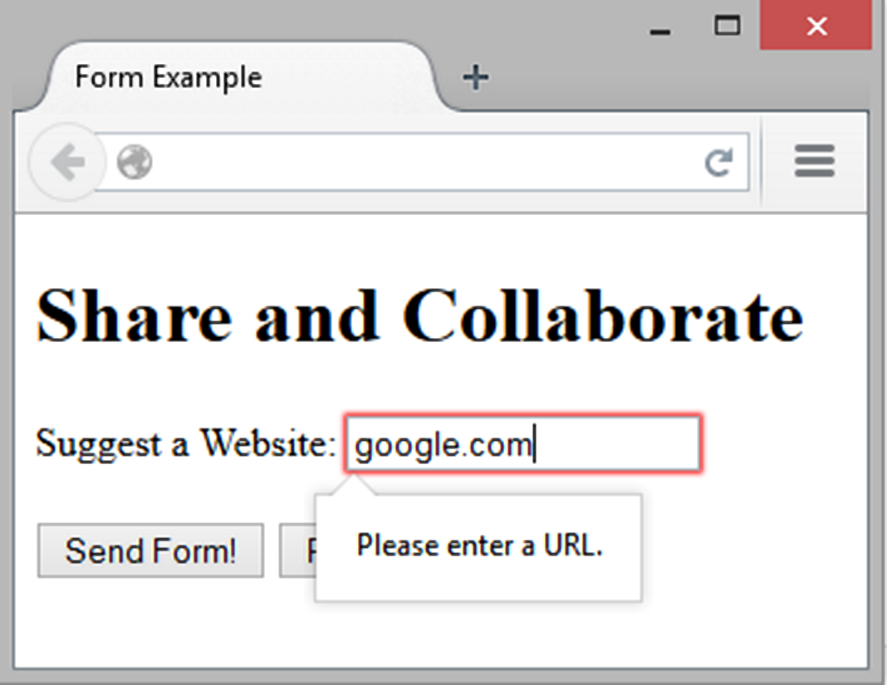 Form Example
Share and Collaborate
Suggest a Website: google.com
Please enter a URL.
Send Form!